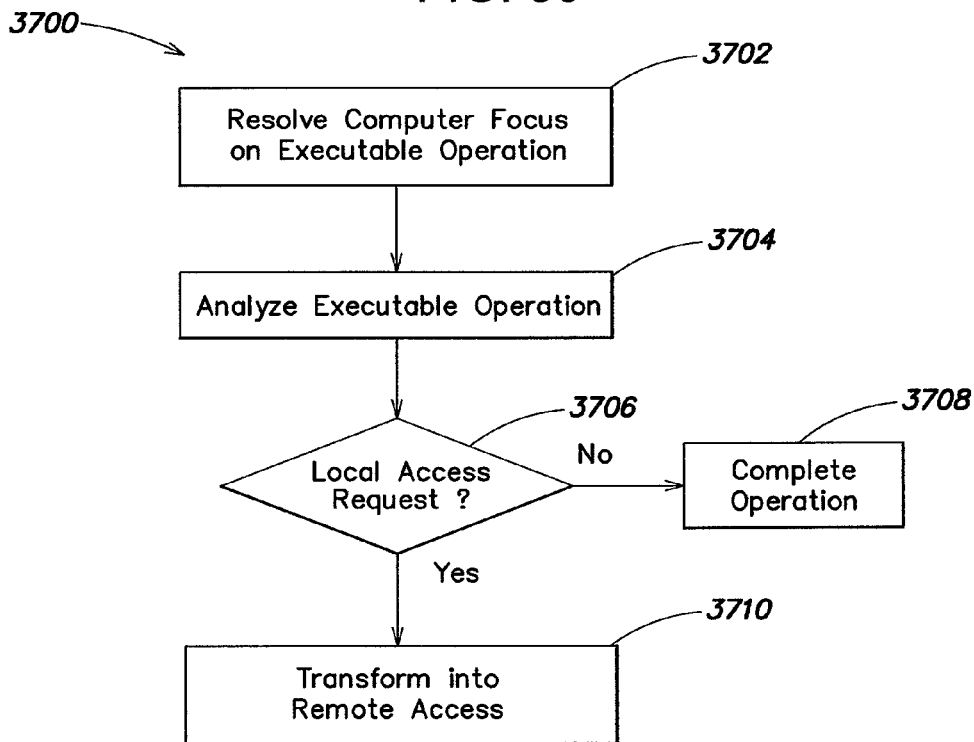 3700
3702
Resolve Computer Focus
on Executable Operation
3704
Analyze Executable Operation
3706
Local Access
Request ?
No
3708
Complete
Operation
Yes
3710
Transform into
Remote Access